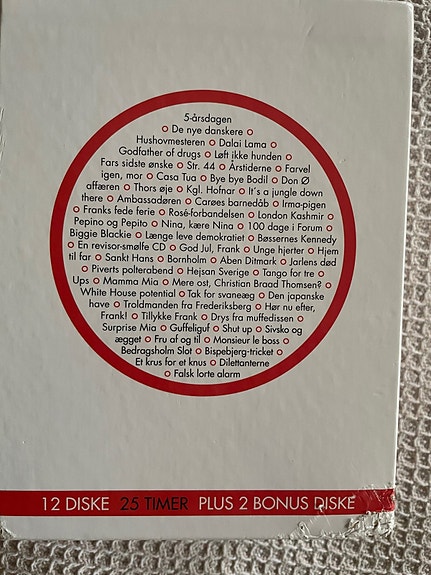 5-årsdagen
o De nye danskere o
Hushovmesteren o Dalai Lama o
Godfather of drugs o Løft ikke hunden o
Fars sidste ønske o Str. 44 o Årstiderne o Farvel
igen, mor o Casa Tua o Bye bye Bodil o Don Ø
affæren o Thors øje o Kgl. Hofnar o It's a jungle down
there o Ambassadøren o Carøes barnedåb o Irma-pigen
o Franks fede ferie o Rosé-forbandelsen o London Kashmir o
Pepino og Pepito o Nina, kære Nina o 100 dage i Forum o
Biggie Blackie o Længe leve demokratiet o Bøssernes Kennedy
o En revisor-smølfe CD o God Jul, Frank o Unge hjerter o Hjem
til far o Sankt Hans o Bornholm o Aben Ditmark o Jarlens død
o Piverts polterabend o Hejsan Sverige o Tango for tre o
Ups o Mamma Mia o Mere ost, Christian Braad Thomsen? o
White House potential o Tak for svaneæg o Den japanske
have o Troldmanden fra Frederiksberg o Hør nu efter,
Frank! o Tillykke Frank o Drys fra muffedissen o
Surprise Mia o Guffeliguf o Shut up o Sivsko og
ægget o Fru af og til o Monsieur le boss o
Bedragsholm Slot o Bispebjerg-tricket o
Et krus for et knus o Dilettanterne
o Falsk lorte alarm
12 DISKE 25 TIMER PLUS 2 BONUS DISKE